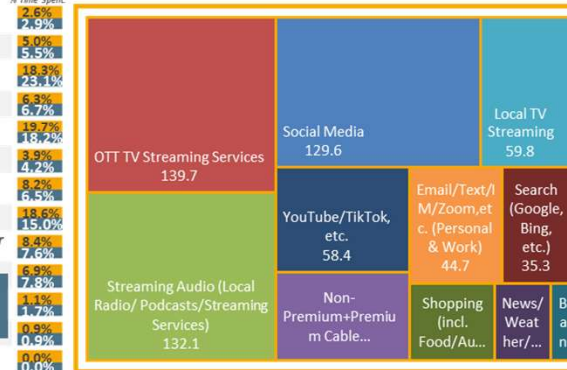 % Time Spent
2.6%
2.9%
5.0%
5.5%
18.3%
23.1%
6.3%
6.7%
19.7%
18.2%
3.9%
4.2%
8.2%
6.5%
18.6%
15.0%
8.4%
7.6%
6.9%
7.8%
1.1%
1.7%
0.9%
0.9%
0.0%
0.0%
OTT TV Streaming Services
139.7
Streaming Audio (Local
Radio/ Podcasts/Streaming
Services)
132.1
Social Media
129.6
Local TV
Streaming
59.8
YouTube/TikTok,
etc.
58.4
Email/Text/I
M/Zoom,et
c. (Personal
& Work)
44.7
Search
(Google,
Bing,
etc.)
35.3
Non-
Premium+Premiu
m Cable...
Shopping
(incl.
Food/Au...
News/
Weat
her/...